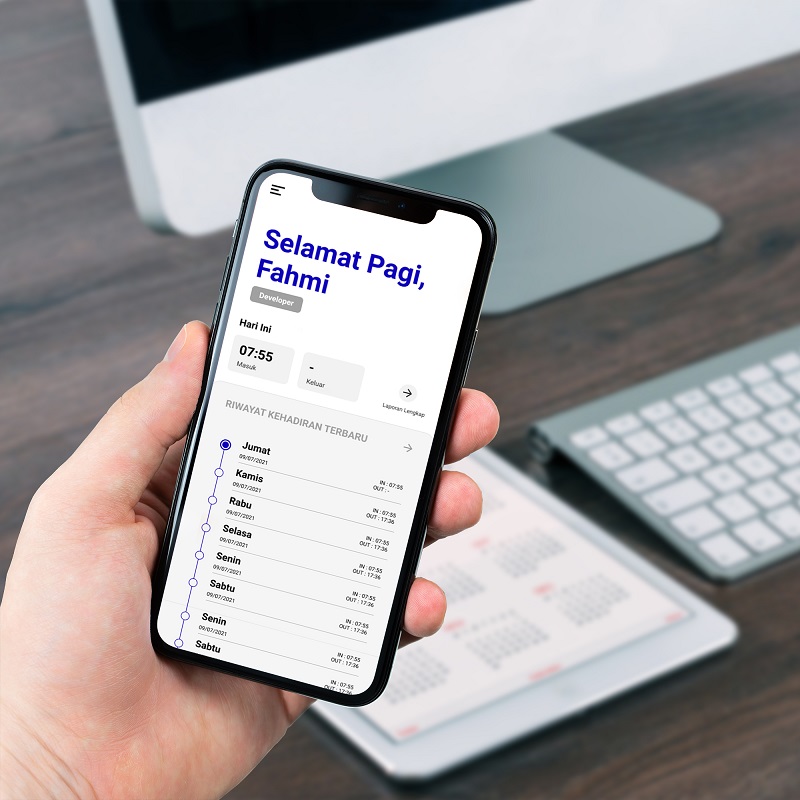 Selamat Pagi,
Fahmi
Developer
Hari Ini
07:55
Masuk
-
Keluar
Laporan Lengkap
RIWAYAT KEHADIRAN TERBARU
Jumat
09/07/2021
IN : 07:55
OUT : -
Kamis
09/07/2021
IN : 07:55
OUT : 17:36
Rabu
09/07/2021
IN : 07:55
OUT : 17:36
Selasa
09/07/2021
IN : 07:55
OUT : 17:36
Senin
09/07/2021
IN : 07:55
OUT : 17:36
Sabtu
09/07/2021
IN : 07:55
OUT : 17:36
Senin
09/07/2021
IN : 07:55
OUT : 17:36
Sabtu
IN : 07:55